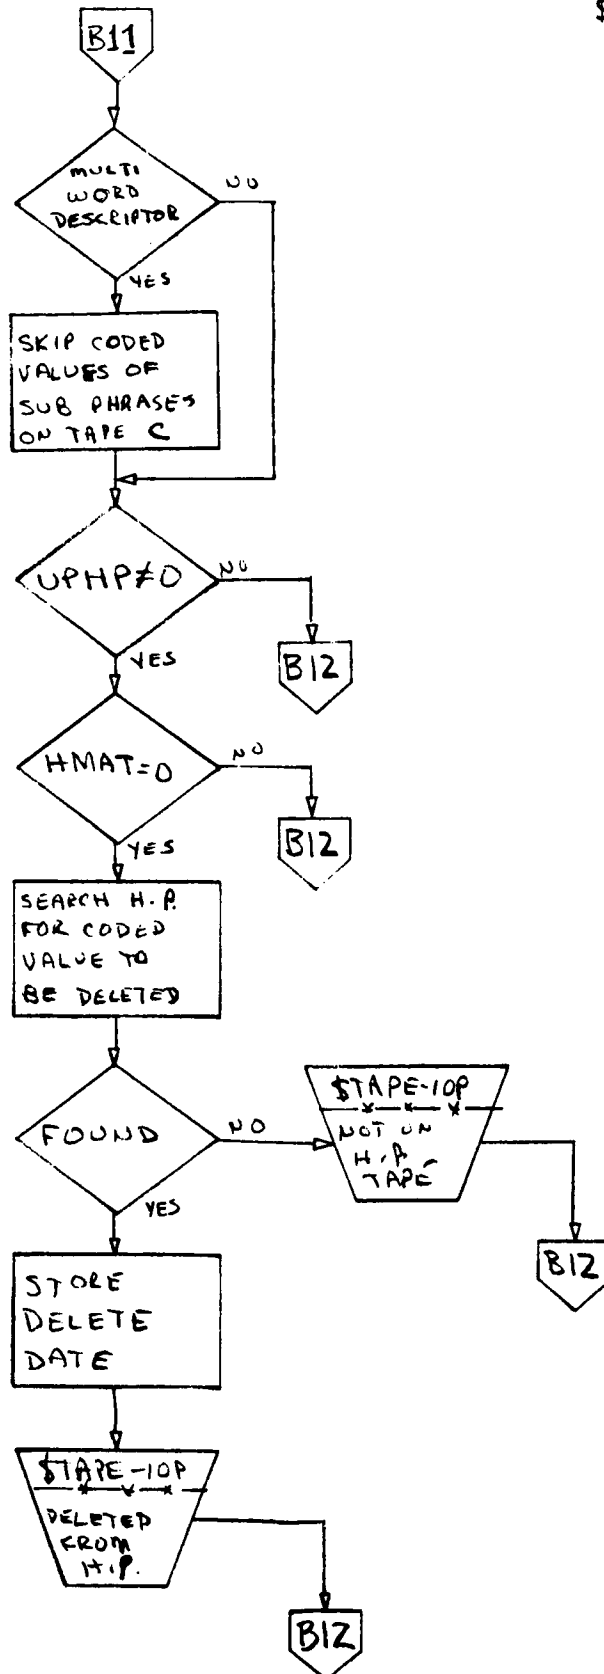 $
B11
MULTI
WORD
DESCRIPTOR
NO
YES
SKIP CODED
VALUES OF
SUB PHRASES
ON TAPE C
UPHP≠0
NO
B12
YES
HMAT=0
NO
B12
YES
SEARCH H.P.
FOR CODED
VALUE TO
BE DELETED
FOUND
NO
$TAPE-IOP
NOT ON
H.P.
TAPE
B12
YES
STORE
DELETE
DATE
$TAPE-IOP
DELETED
FROM
H.P.
B12